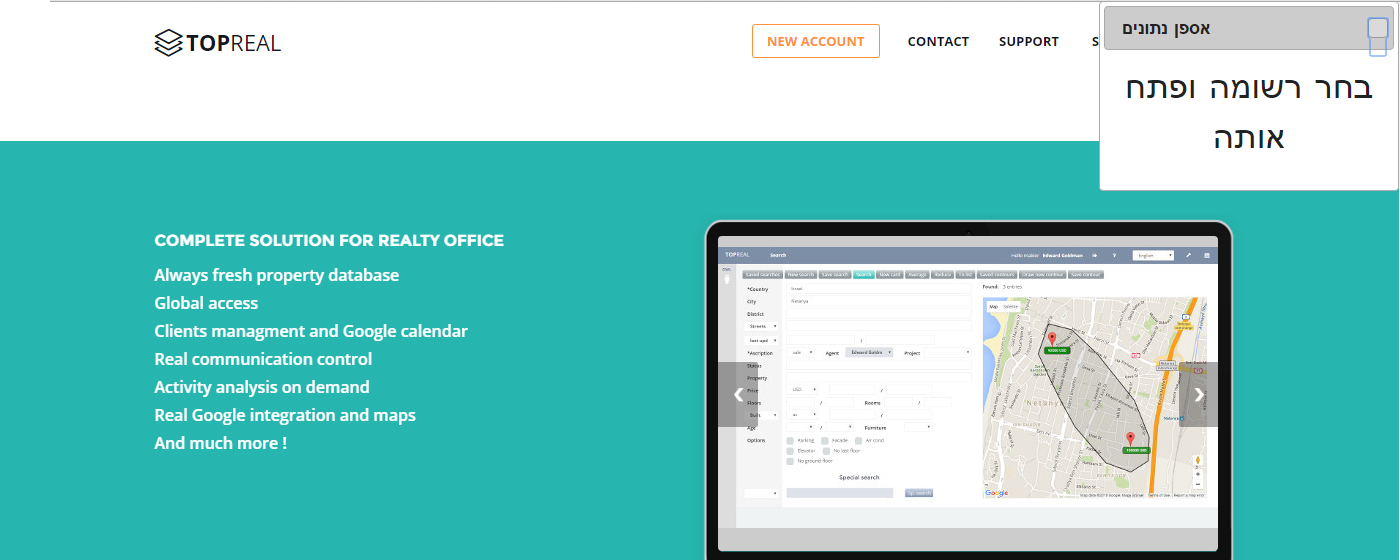 TOPREAL
NEW ACCOUNT
CONTACT
SUPPORT
S
אספן נתונים
בחר רשומה ופתח
אותה
COMPLETE SOLUTION FOR REALTY OFFICE
Always fresh property database
Global access
Clients managment and Google calendar
Real communication control
Activity analysis on demand
Real Google integration and maps
And much more !
TOPREAL
Search
Edward Goldman
?
English
Saved searches
New search
Save search
Search
New card
Average
Reduce
To list
Saved contours
Draw new contour
Save contour
*Country
Israel
Found: 3 entries
City
Netanya
Map
Satellite
District
Streets
last upd
/
*Ascription
sale
Agent
Project
Status
Property
Price
USD
/
Floors
/
Rooms
/
Built
/
Age
/
Furniture
Options
Parking
Facade
Air cond
Elevator
No last floor
No ground floor
Special search
Netanya
Google